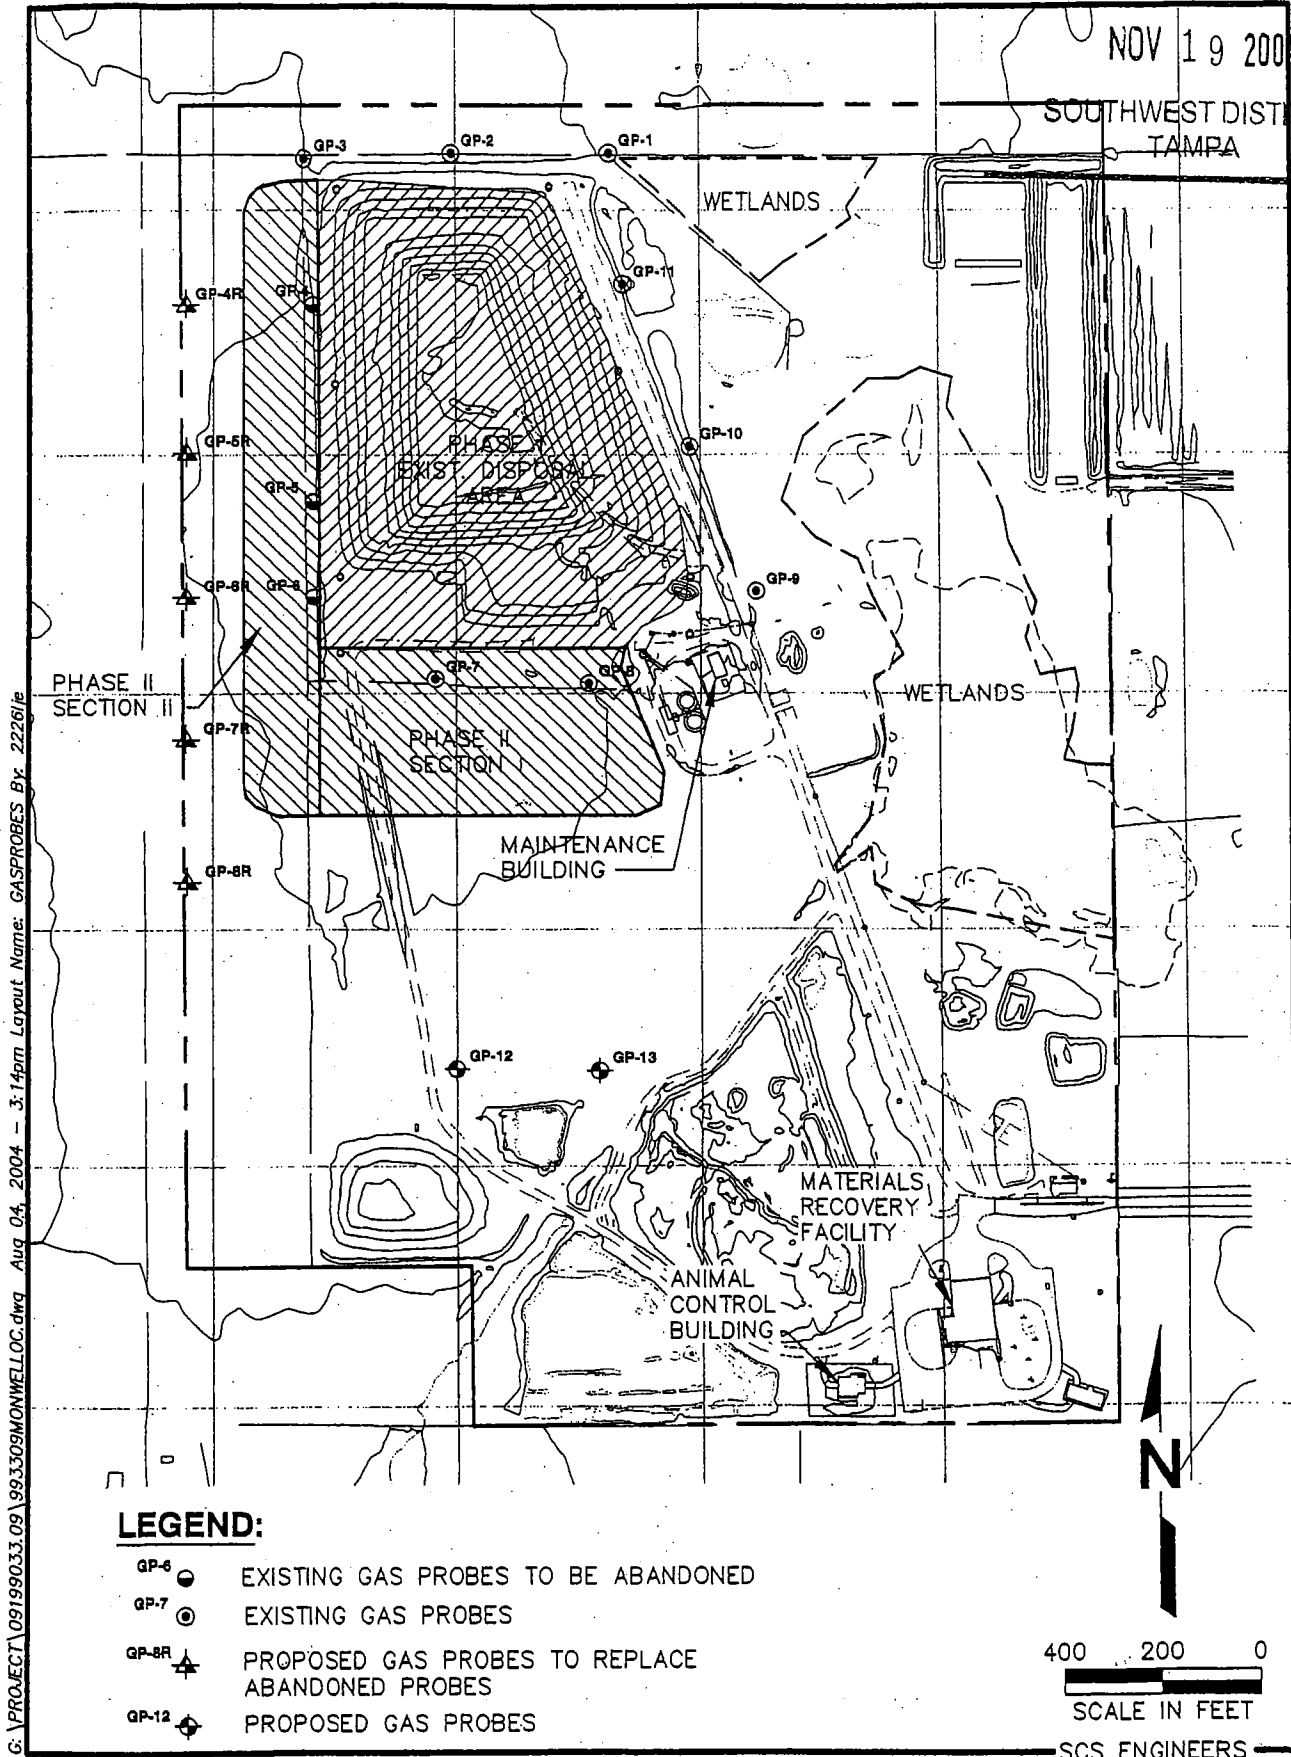 NOV 19 200
SOUTHWEST DIST
TAMPA
GP-3
GP-2
GP-1
WETLANDS
GP-11
GP-4R
GP-4
GP-10
GP-5R
PHASE I
EXIST. DISPOSAL
AREA
GP-5
GP-6R
GP-6
GP-9
GP-7
GP-8
PHASE II
SECTION II
WETLANDS
GP-7R
PHASE II
SECTION I
MAINTENANCE
BUILDING
GP-8R
GP-12
GP-13
MATERIALS
RECOVERY
FACILITY
ANIMAL
CONTROL
BUILDING
N
LEGEND:
GP-6 EXISTING GAS PROBES TO BE ABANDONED
GP-7 EXISTING GAS PROBES
GP-8R PROPOSED GAS PROBES TO REPLACE
ABANDONED PROBES
GP-12 PROPOSED GAS PROBES
400 200 0
SCALE IN FEET
SCS ENGINEERS
G:\PROJECT\09199033.09\993309MONWELLOC.dwg Aug 04, 2004 - 3:14pm Layout Name: GASPROBES By: 2226lje